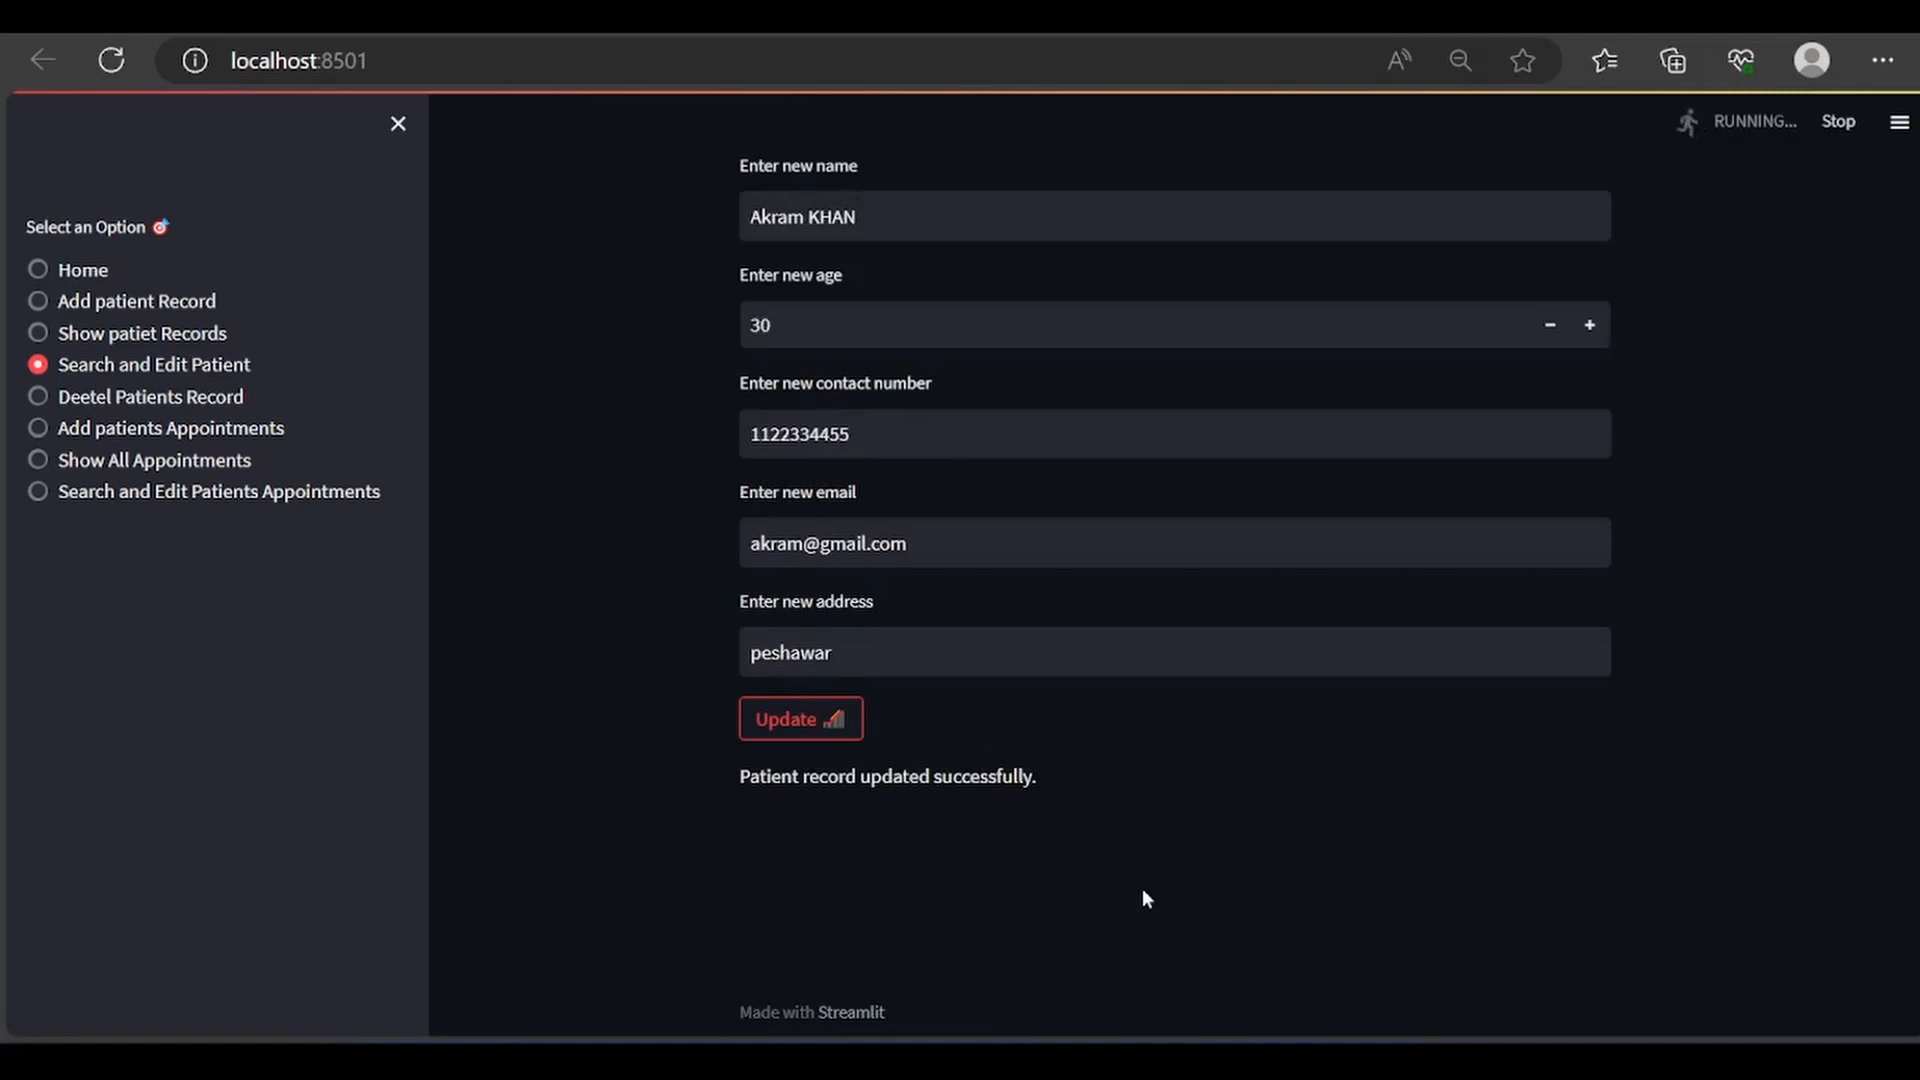 localhost:8501
RUNNING...
Stop
Select an Option
Home
Add patient Record
Show patiet Records
Search and Edit Patient
Deetel Patients Record
Add patients Appointments
Show All Appointments
Search and Edit Patients Appointments
Enter new name
Akram KHAN
Enter new age
30
Enter new contact number
1122334455
Enter new email
akram@gmail.com
Enter new address
peshawar
Update
Patient record updated successfully.
Made with Streamlit